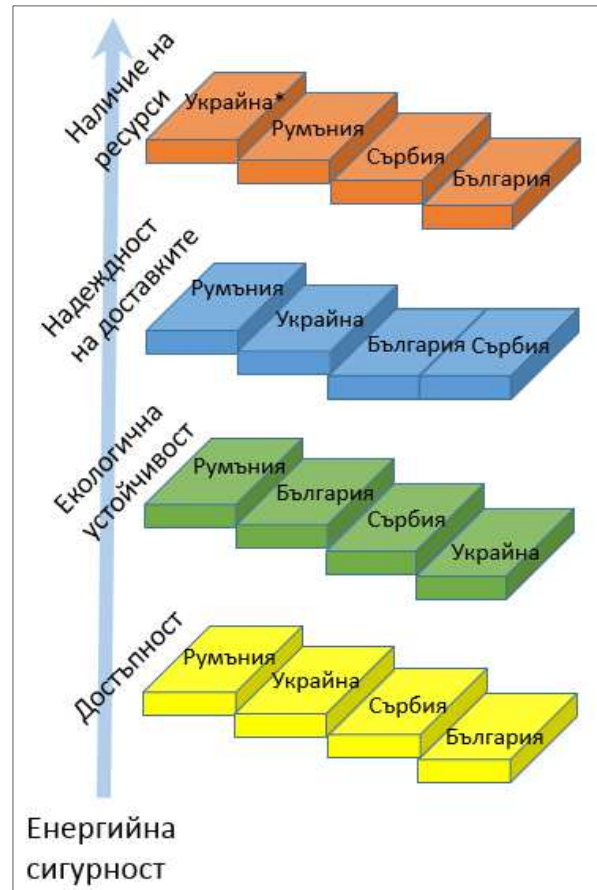 Наличие на
ресурси
Украйна*
Румъния
Сърбия
България
Надеждност
на доставките
Румъния
Украйна
България
Сърбия
Екологична
устойчивост
Румъния
България
Сърбия
Украйна
Достъпност
Румъния
Украйна
Сърбия
България
Енергийна
сигурност